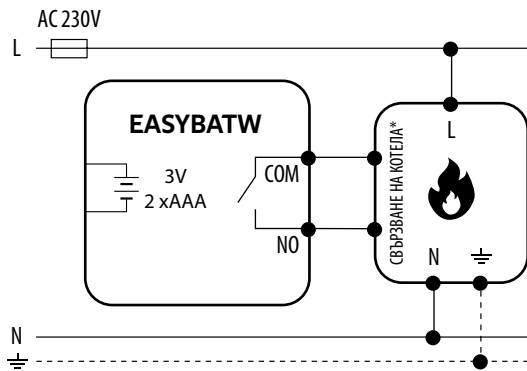 AC 230V
L
EASYBATW
3V
2 xAAA
COM
NO
СВЪРЗВАНЕ НА КОТЕЛА*
L
N
N